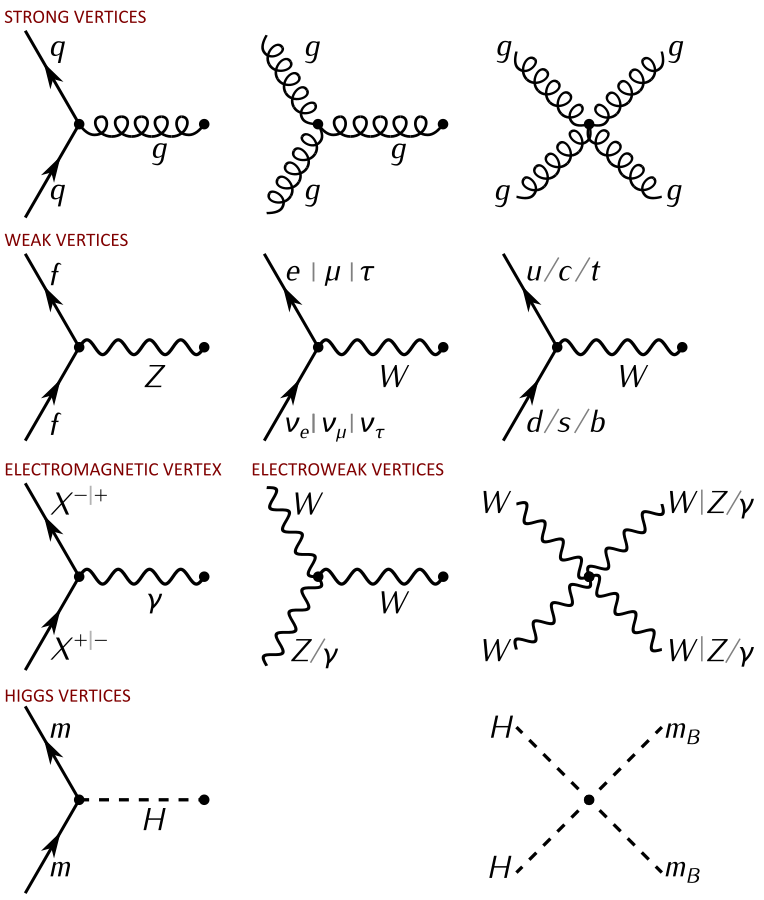 STRONG VERTICES
q g g g
g g
q g g g
WEAK VERTICES
f e | μ | τ u/c/t
Z W W
f νe|νμ|ντ d/s/b
ELECTROMAGNETIC VERTEX ELECTROWEAK VERTICES
X−|+ W W W|Z/γ
γ W
X+|− Z/γ W W|Z/γ
HIGGS VERTICES
m H mB
H
m H mB